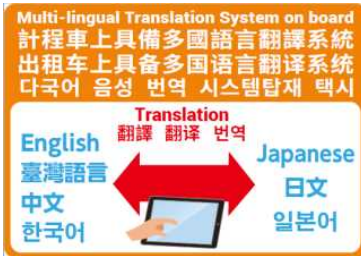 Multi-lingual Translation System on board
計程車上具備多國語言翻譯系統
出租车上具备多国语言翻译系统
다국어 음성 번역 시스템탑재 택시
Translation
翻譯 翻译 번역
English
臺灣語言
中文
한국어
Japanese
日文
일본어